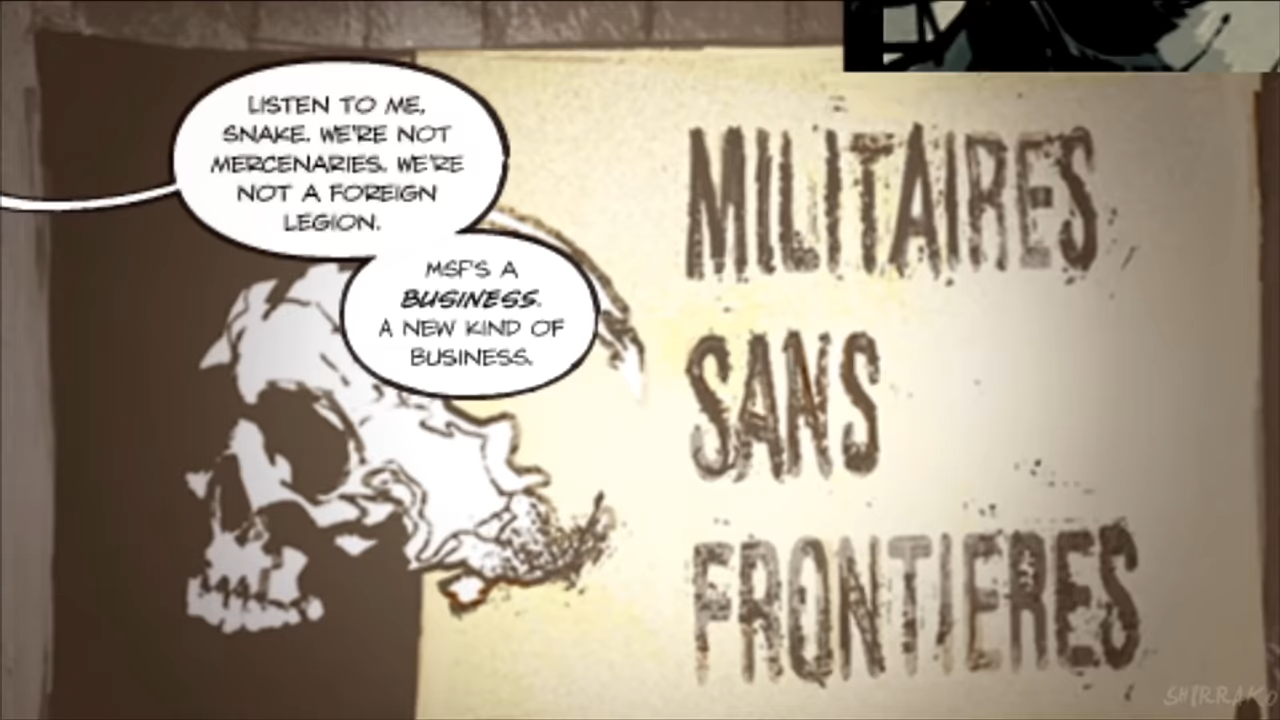 LISTEN TO ME,
SNAKE. WE'RE NOT
MERCENARIES. WE'RE
NOT A FOREIGN
LEGION.
MSF'S A
BUSINESS.
A NEW KIND OF
BUSINESS.
MILITAIRES
SANS
FRONTIERES
SHIRRAKO